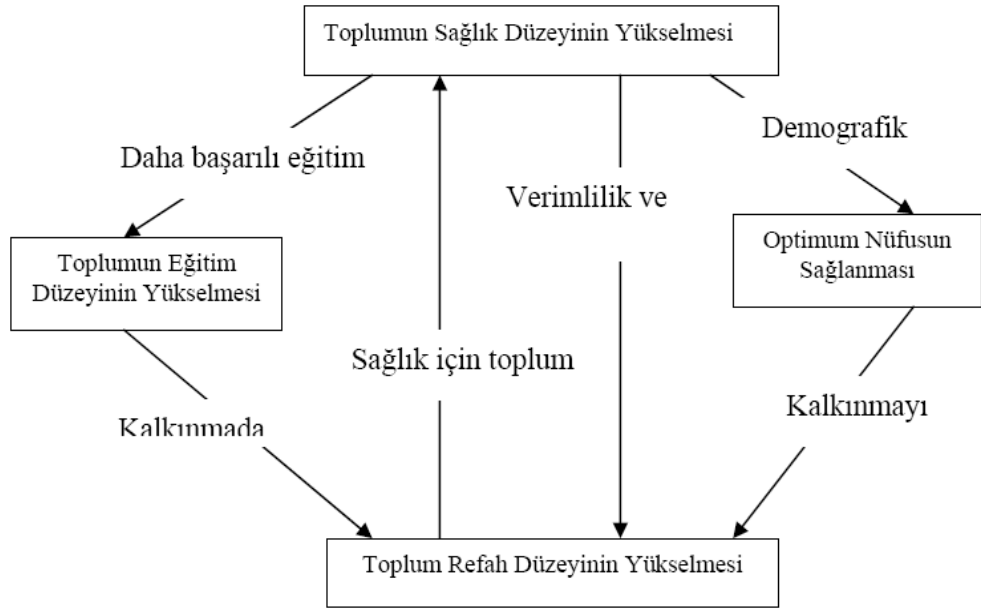 Toplumun Sağlık Düzeyinin Yükselmesi
Demografik
Daha başarılı eğitim
Verimlilik ve
Toplumun Eğitim
Düzeyinin Yükselmesi
Optimum Nüfusun
Sağlanması
Sağlık için toplum
Kalkınmada
Kalkınmayı
Toplum Refah Düzeyinin Yükselmesi